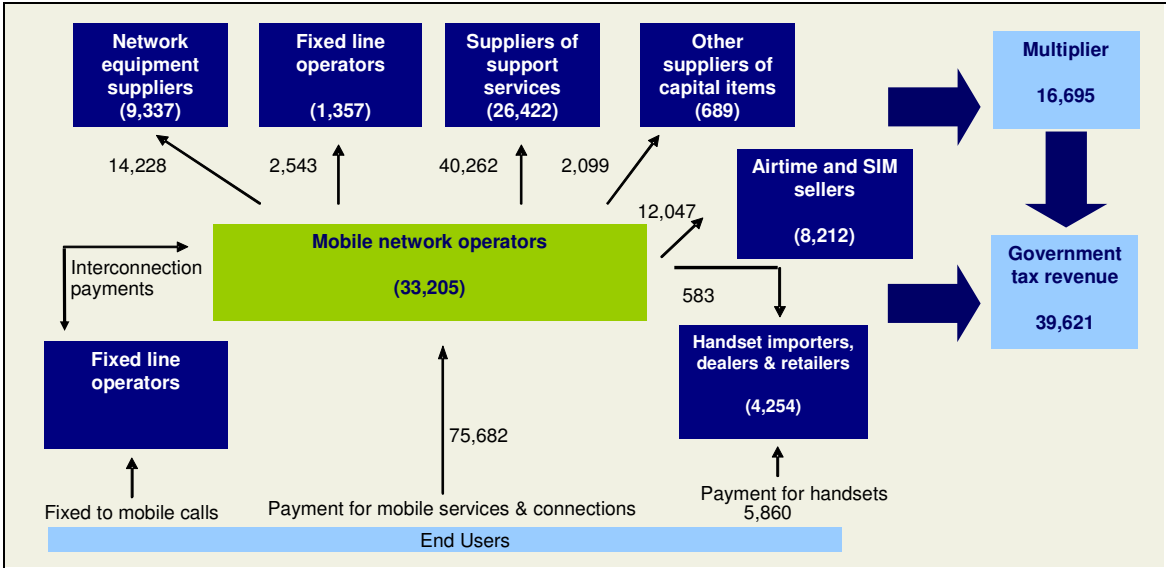 Network
equipment
suppliers
(9,337)
Fixed line
operators
(1,357)
Suppliers of
support
services
(26,422)
Other
suppliers of
capital items
(689)
Multiplier
16,695
14,228
2,543
40,262
2,099
Airtime and SIM
sellers
(8,212)
12,047
Mobile network operators
(33,205)
Interconnection
payments
583
Government
tax revenue
39,621
Fixed line
operators
Handset importers,
dealers & retailers
(4,254)
75,682
Fixed to mobile calls
Payment for mobile services & connections
Payment for handsets
5,860
End Users